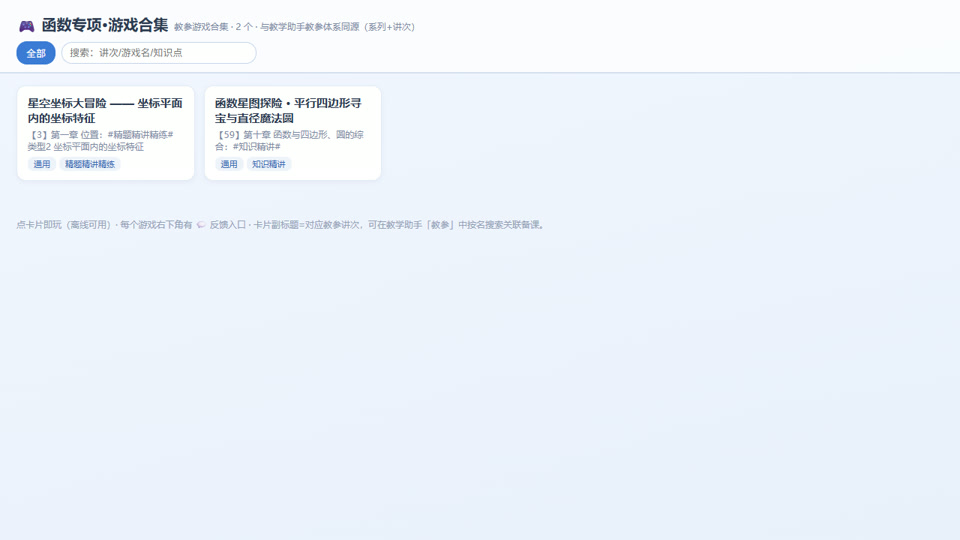 函数专项·游戏合集 教参游戏合集 · 2 个 · 与教学助手教参体系同源（系列+讲次）
全部 搜索：讲次/游戏名/知识点
星空坐标大冒险 —— 坐标平面
内的坐标特征
【3】第一章 位置：#精题精讲精练#
类型2 坐标平面内的坐标特征
通用 精题精讲精练
函数星图探险 · 平行四边形寻
宝与直径魔法圆
【59】第十章 函数与四边形、圆的综
合：#知识精讲#
通用 知识精讲
点卡片即玩（离线可用） · 每个游戏右下角有 💬 反馈入口 · 卡片副标题=对应教参讲次，可在教学助手「教参」中按名搜索关联备课。